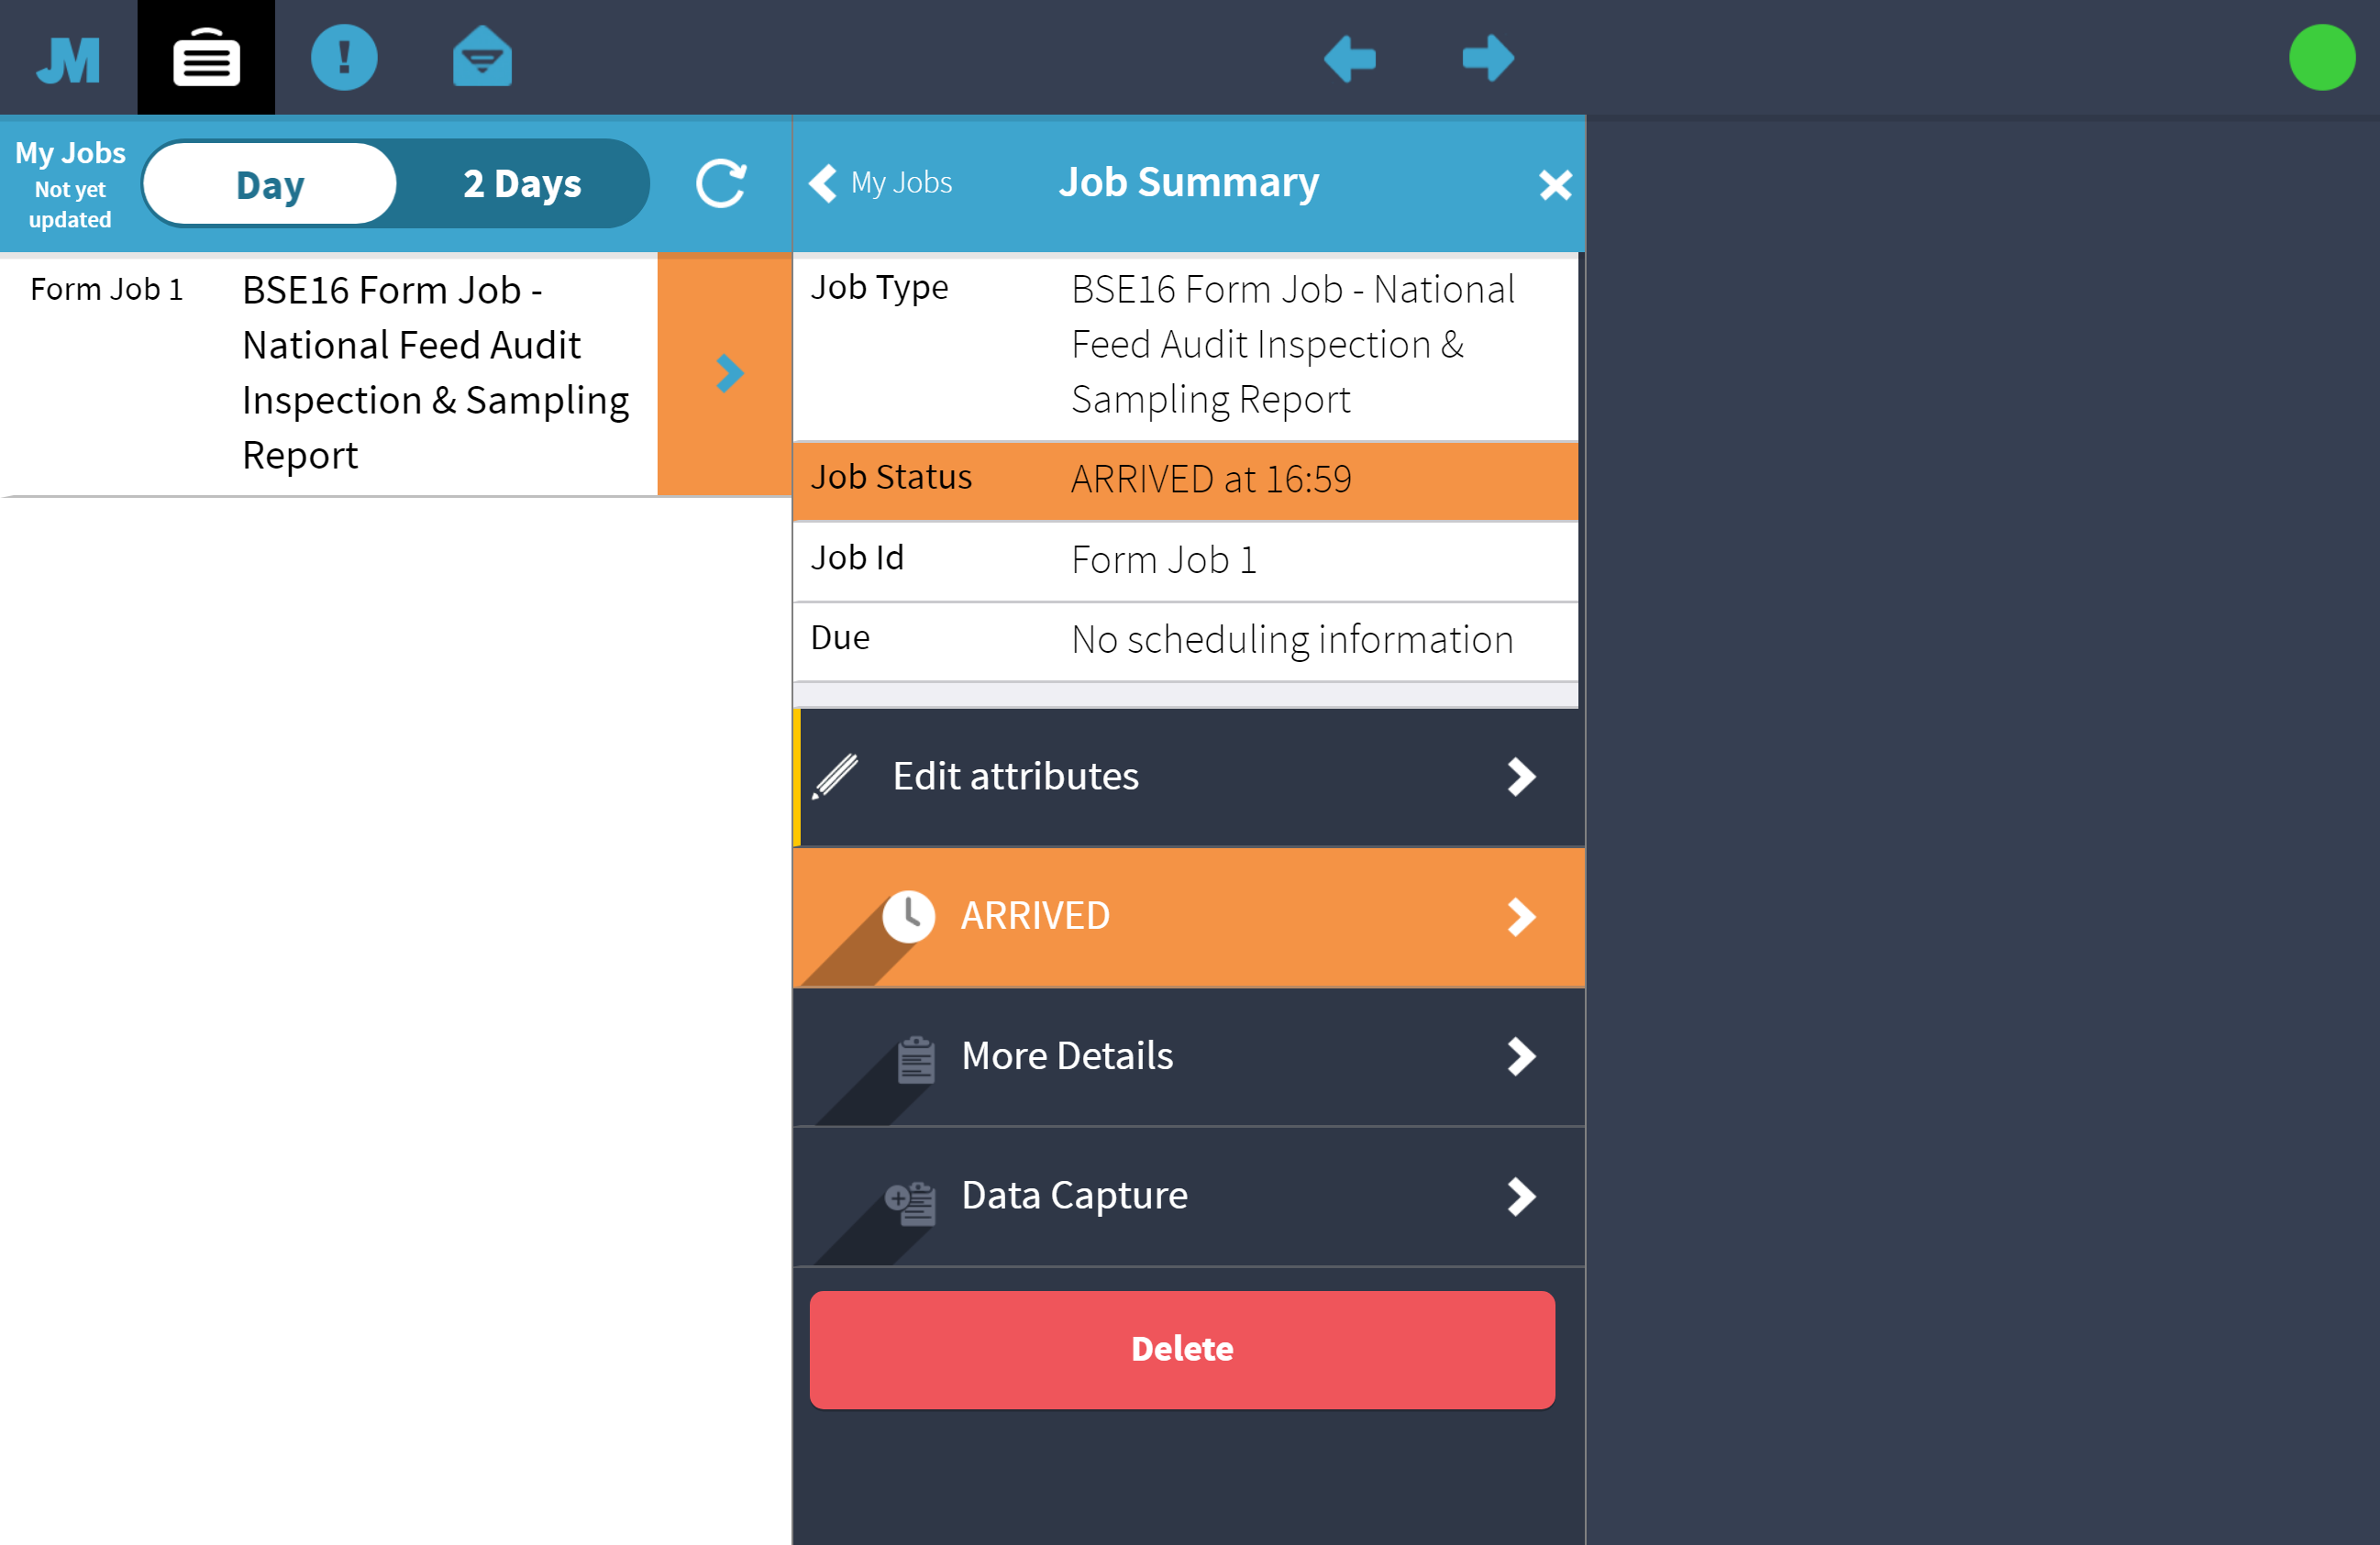 JM
My Jobs
Not yet
updated
Day
2 Days
My Jobs
Job Summary
Form Job 1
BSE16 Form Job -
National Feed Audit
Inspection & Sampling
Report
Job Type
BSE16 Form Job - National
Feed Audit Inspection &
Sampling Report
Job Status
ARRIVED at 16:59
Job Id
Form Job 1
Due
No scheduling information
Edit attributes
ARRIVED
More Details
Data Capture
Delete